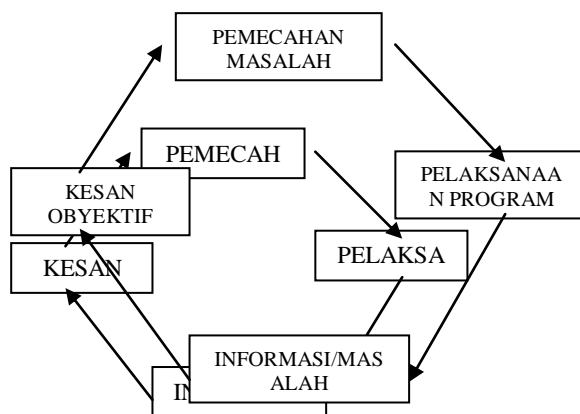 PEMECAHAN
MASALAH
PEMECAH
PELAKSANAA
N PROGRAM
KESAN
OBYEKTIF
KESAN
PELAKSA
INFORMASI/MAS
ALAH